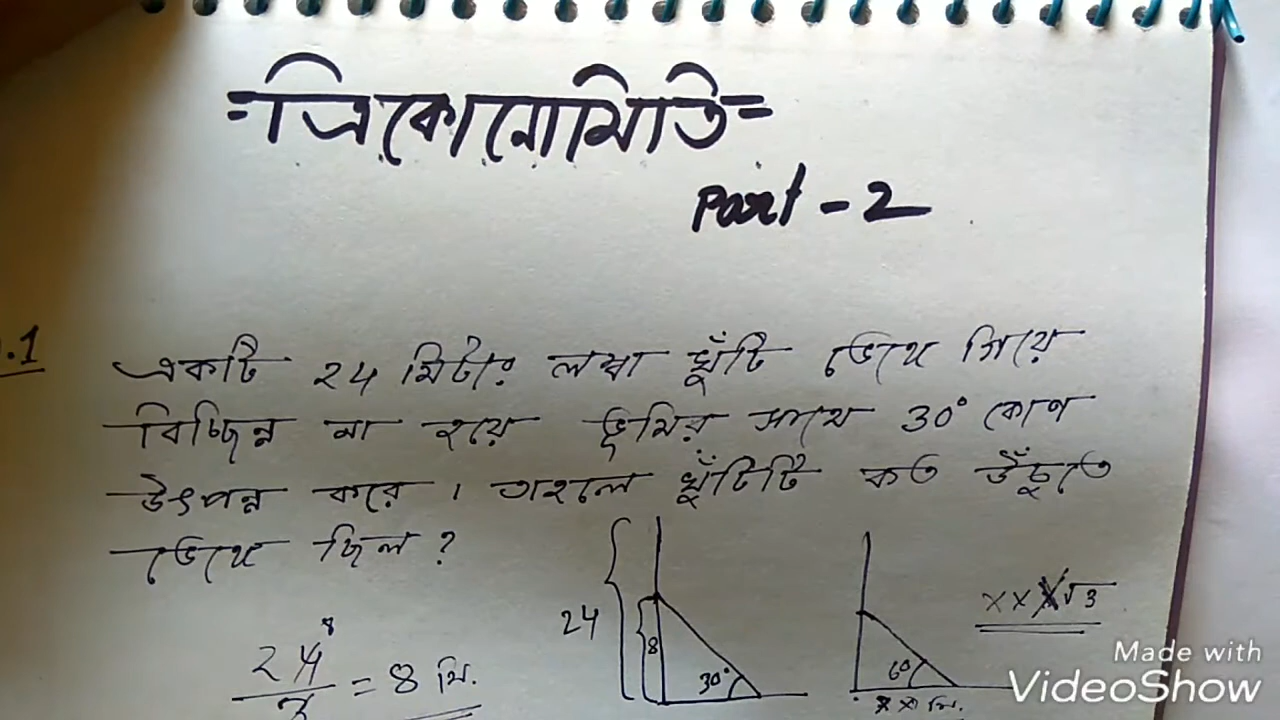 =ত্রিকোনোমিতি=
Part - 2
.1
একটি 24 মিটার লম্বা খুঁটি ভেঙে গিয়ে
বিচ্ছিন্ন না হয়ে ভূমির সাথে 30° কোণ
উৎপন্ন করে। তাহলে খুঁটিটি কত উঁচুতে
ভেঙে ছিল?
24
8
30°
60
√3
24 8
3
= 8 মি.
Made with
VideoShow